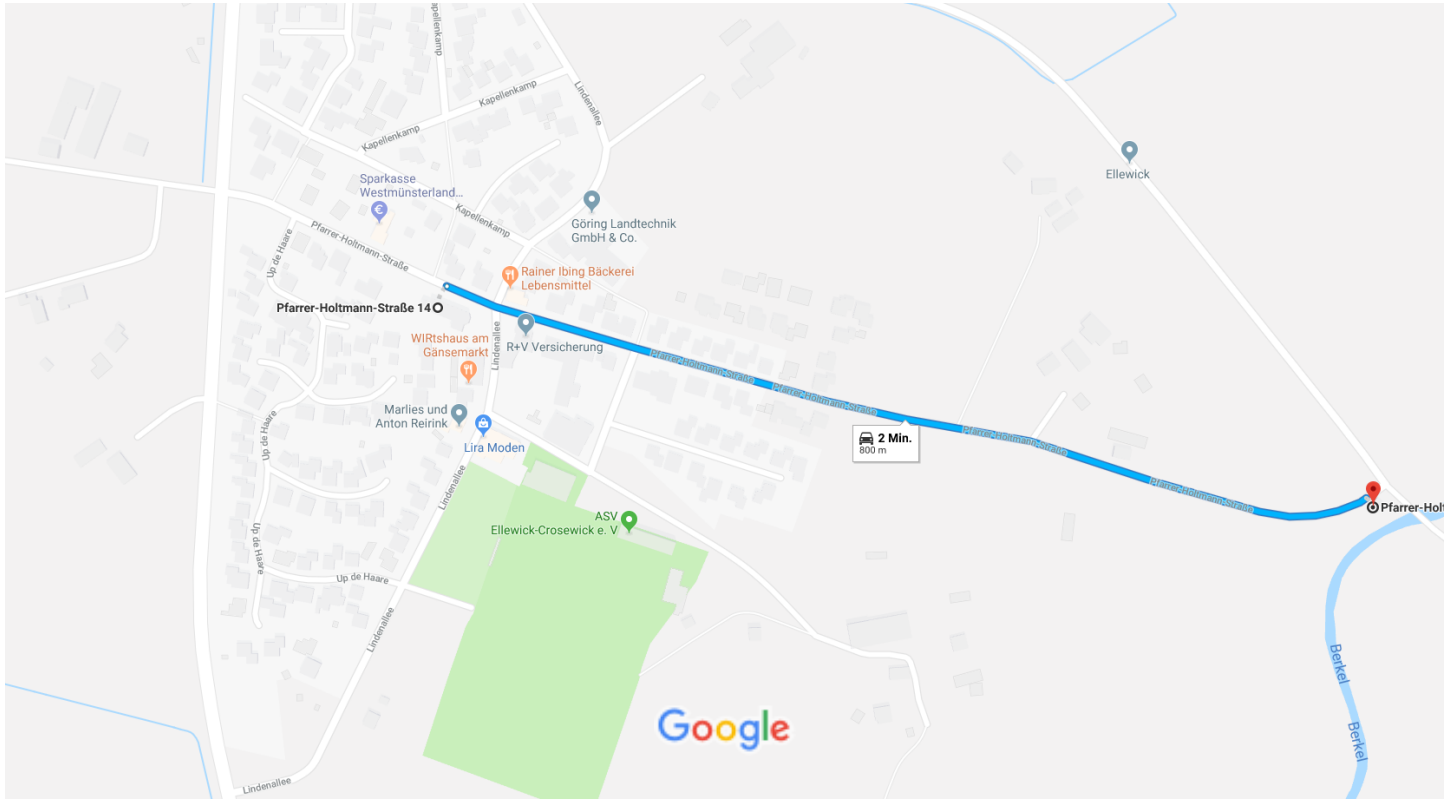 Kapellenkamp
Lindenallee
Kapellenkamp
Kapellenkamp
Ellewick
Sparkasse
Westmünsterland...
€
Kapellenkamp
Göring Landtechnik
GmbH & Co.
Pfarrer-Holtmann-Straße
Up de Haare
Rainer Ibing Bäckerei
Lebensmittel
Pfarrer-Holtmann-Straße 14
WIRtshaus am
Gänsemarkt
Lindenallee
R+V Versicherung
Pfarrer-Holtmann-Straße
Pfarrer-Holtmann-Straße
Marlies und
Anton Reirink
Lira Moden
Up de Haare
2 Min.
800 m
Pfarrer-Holtmann-Straße
Pfarrer-Holtmann-Straße
Pfarrer-Holt
Lindenallee
ASV
Ellewick-Crosewick e. V
Up de Haare
Up de Haare
Lindenallee
Berkel
Google
Berkel
Lindenallee